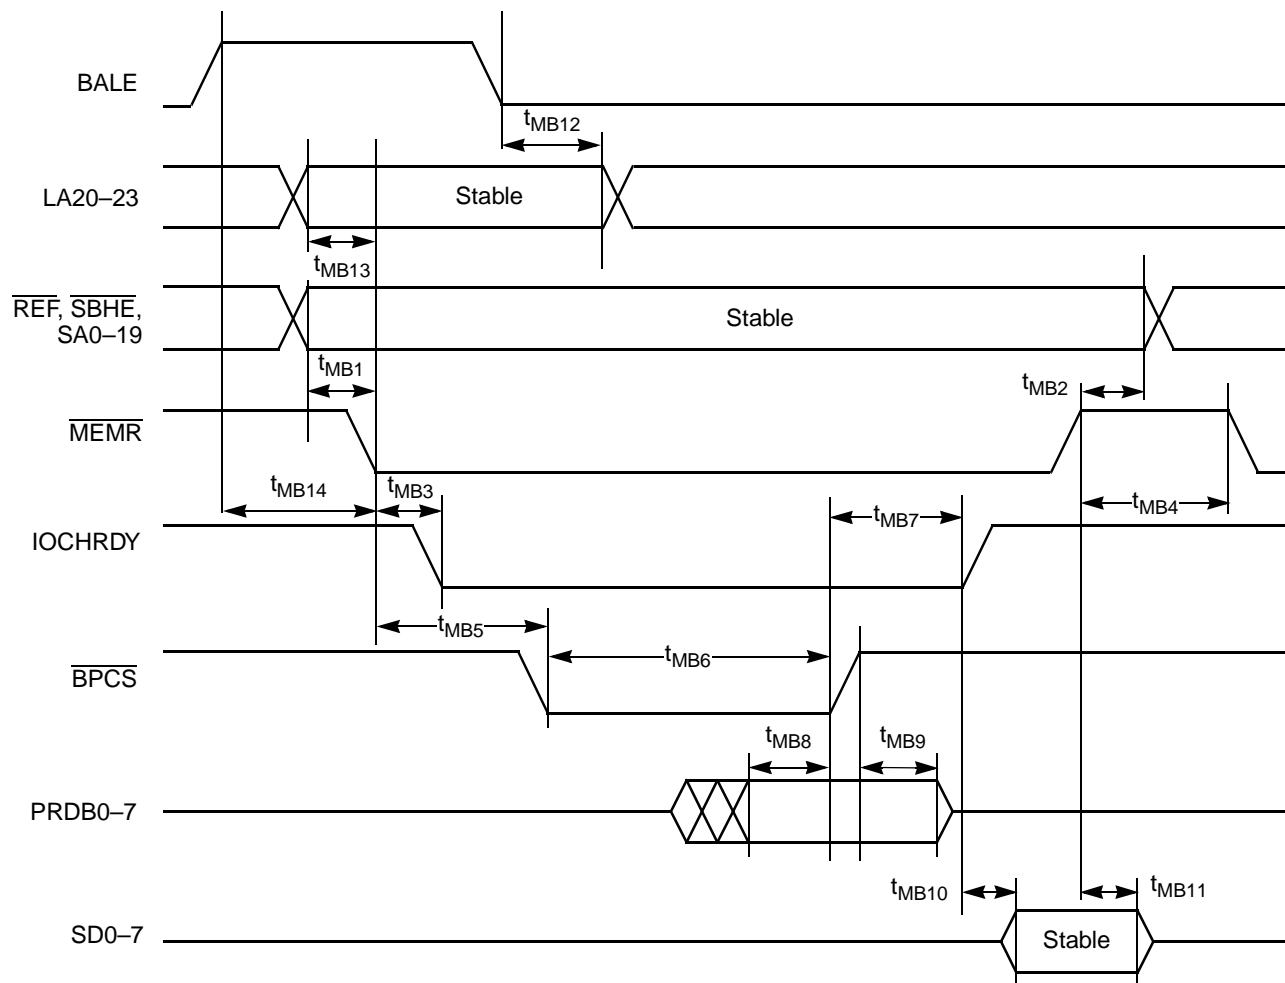 BALE
tMB12
LA20–23
Stable
tMB13
REF, SBHE,
SA0–19
Stable
tMB1
tMB2
MEMR
tMB14
tMB3
tMB4
tMB7
IOCHRDY
tMB5
tMB6
BPCS
tMB8
tMB9
PRDB0–7
tMB10
tMB11
SD0–7
Stable